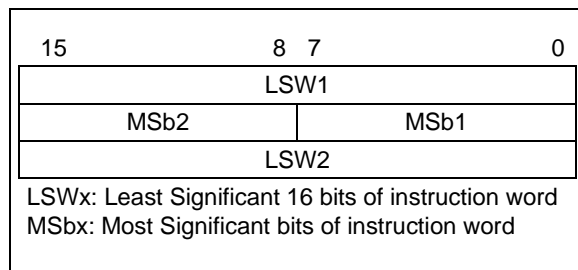 15 8 7 0
LSW1
MSb2 MSb1
LSW2
LSWx: Least Significant 16 bits of instruction word
MSbx: Most Significant bits of instruction word